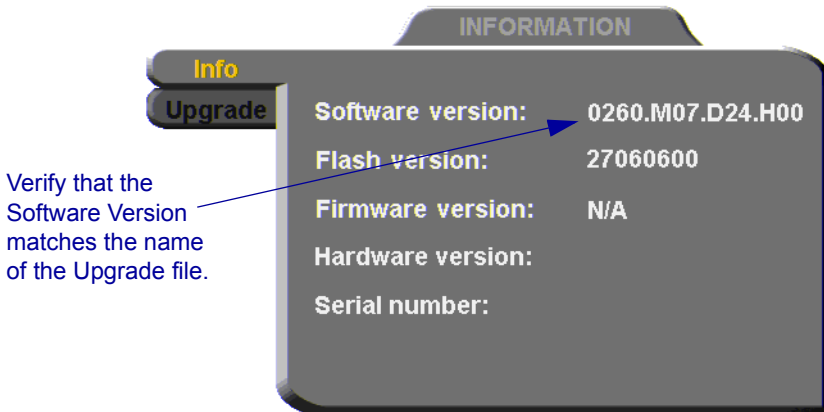 INFORMATION
Info
Upgrade
Software version: 0260.M07.D24.H00
Flash version: 27060600
Firmware version: N/A
Hardware version:
Serial number:
Verify that the
Software Version
matches the name
of the Upgrade file.